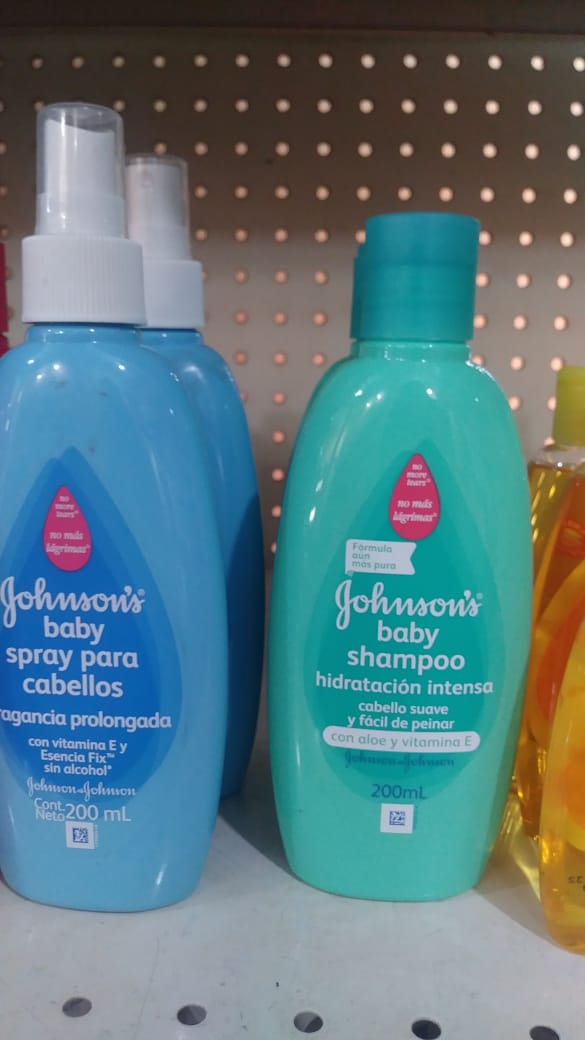 no
more
tears®
no más
lágrimas®
Johnson's®
baby
spray para
cabellos
ragancia prolongada
con vitamina E y
Esencia Fix™
sin alcohol*
Johnson & Johnson
Cont.
Neto 200 mL
no
more
tears®
no más
lágrimas®
Fórmula
aún
más pura
Johnson's®
baby
shampoo
hidratación intensa
cabello suave
y fácil de peinar
con aloe y vitamina E
Johnson & Johnson
200mL